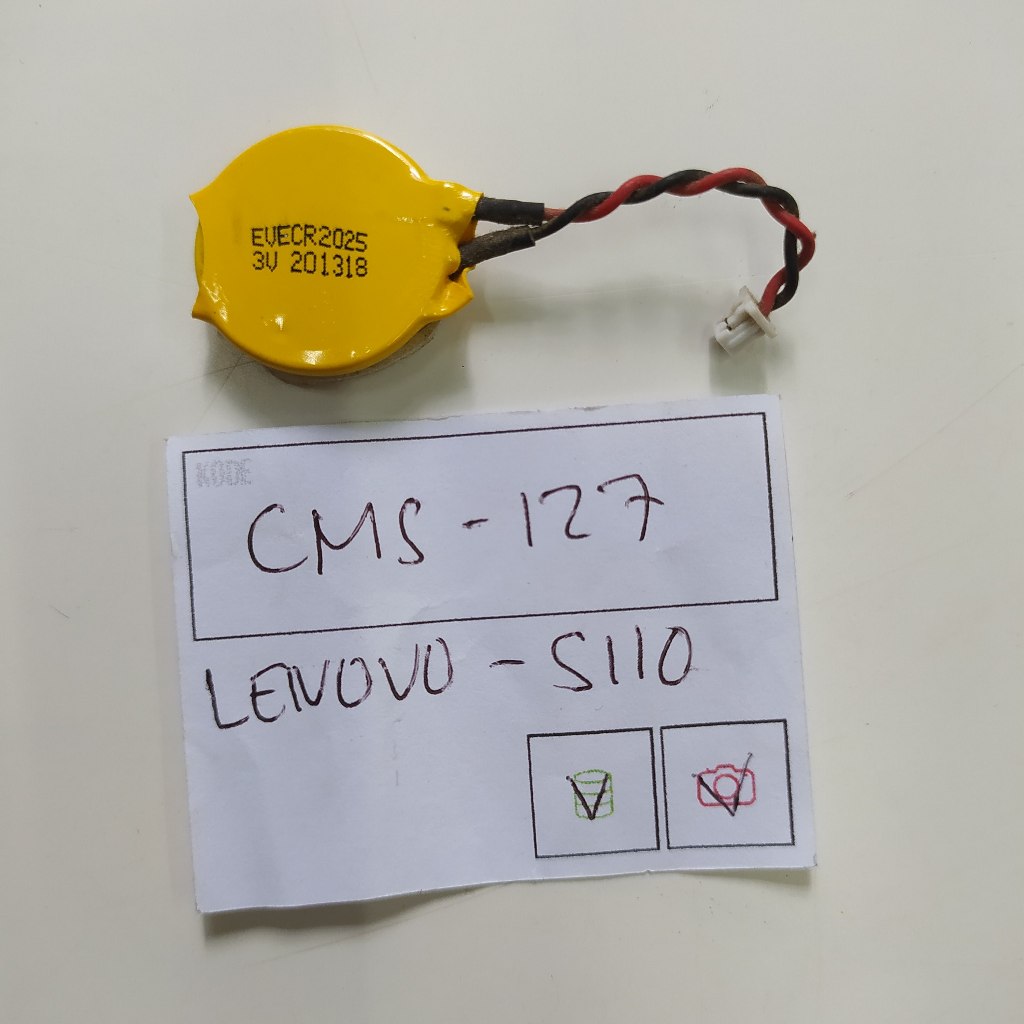 EVECR2025
3V 201318
KODE
CMS - 127
LENOVO - S110